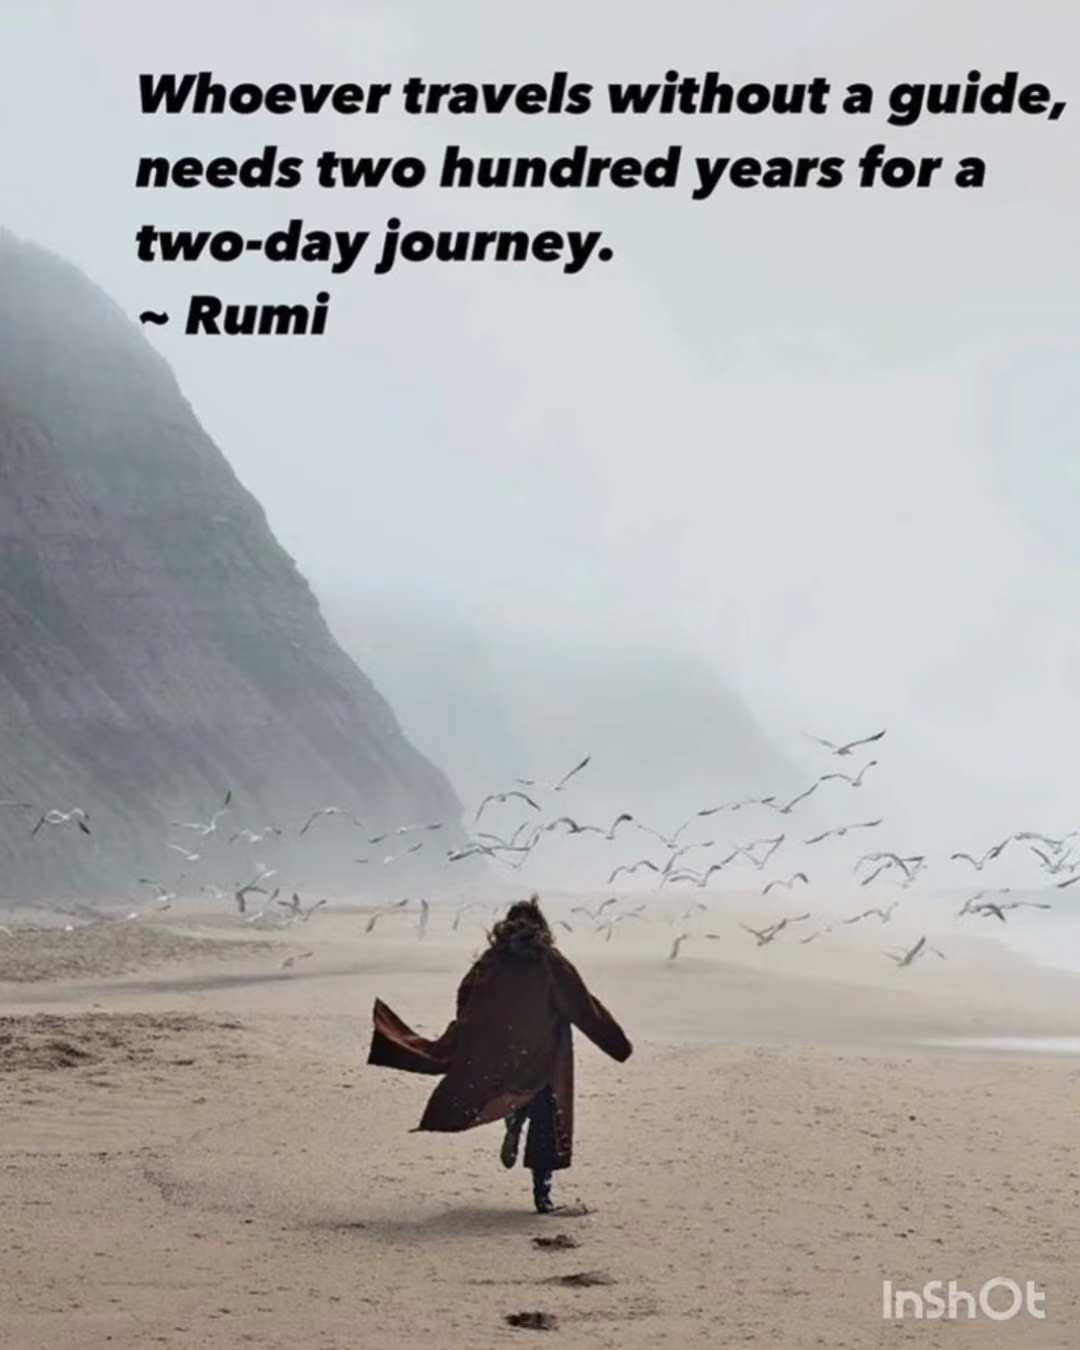 Whoever travels without a guide,
needs two hundred years for a
two-day journey.
~ Rumi
InShOt